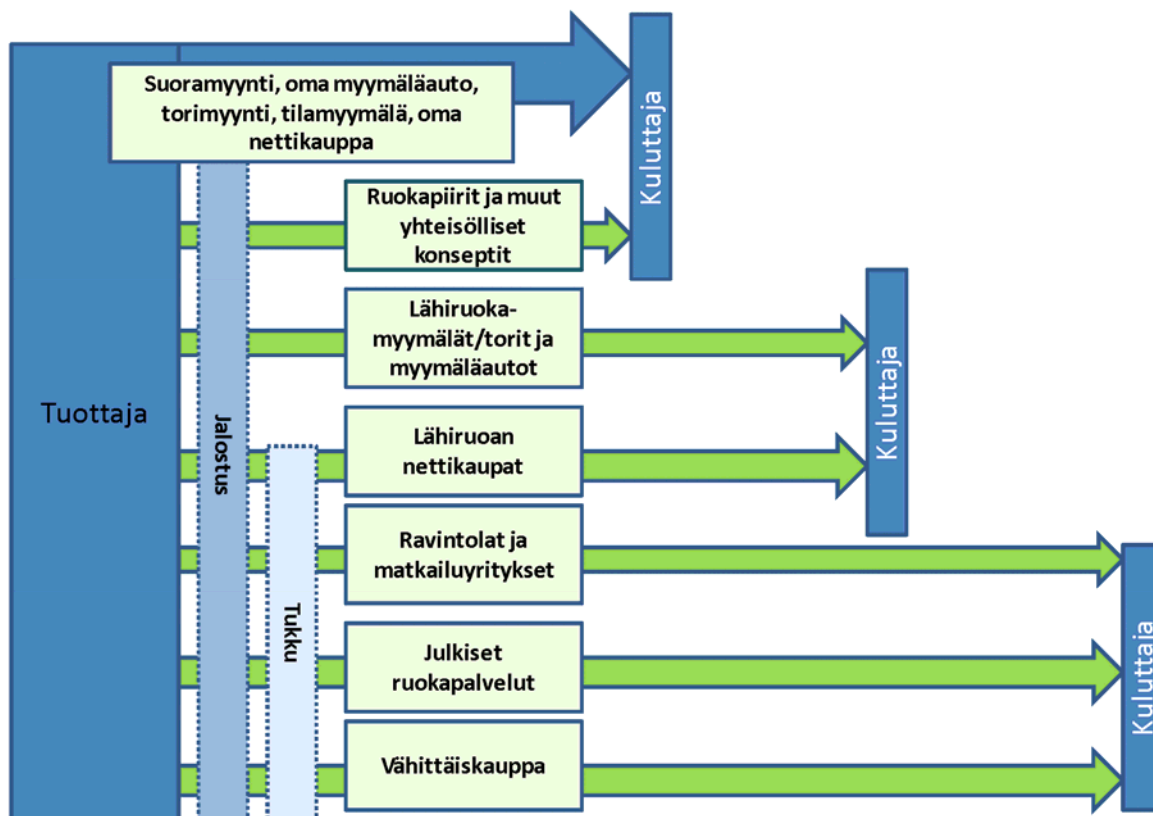 Suoramyynti, oma myymäläauto,
torimyynti, tilamyymälä, oma
nettikauppa
Kuluttaja
Ruokapiirit ja muut
yhteisölliset
konseptit
Lähiruoka-
myymälät/torit ja
myymäläautot
Kuluttaja
Tuottaja
Jalostus
Lähiruoan
nettikaupat
Ravintolat ja
matkailuyritykset
Tukku
Julkiset
ruokapalvelut
Kuluttaja
Vähittäiskauppa